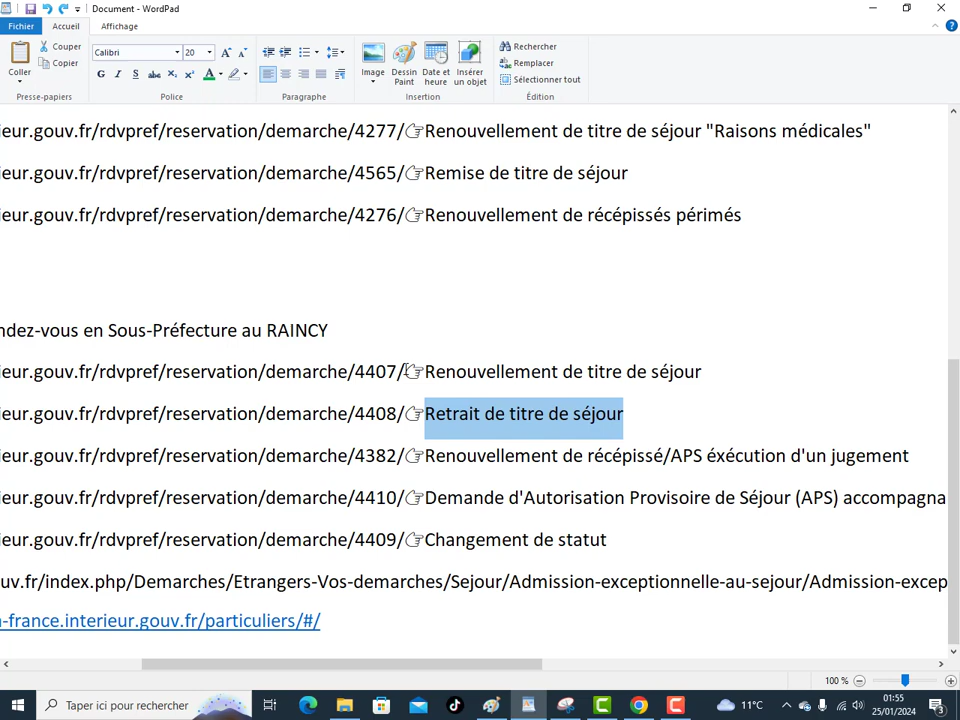 Document - WordPad
Fichier Accueil Affichage
Coller
Couper
Copier
Presse-papiers
Calibri 20
G I S abc X₂ X² A
Police
Paragraphe
Image
Dessin Paint
Date et heure
Insérer un objet
Insertion
Rechercher
Remplacer
Sélectionner tout
Édition
ieur.gouv.fr/rdvpref/reservation/demarche/4277/👉Renouvellement de titre de séjour "Raisons médicales"
ieur.gouv.fr/rdvpref/reservation/demarche/4565/👉Remise de titre de séjour
ieur.gouv.fr/rdvpref/reservation/demarche/4276/👉Renouvellement de récépissés périmés
ndez-vous en Sous-Préfecture au RAINCY
ieur.gouv.fr/rdvpref/reservation/demarche/4407/👉Renouvellement de titre de séjour
ieur.gouv.fr/rdvpref/reservation/demarche/4408/👉Retrait de titre de séjour
ieur.gouv.fr/rdvpref/reservation/demarche/4382/👉Renouvellement de récépissé/APS éxécution d'un jugement
ieur.gouv.fr/rdvpref/reservation/demarche/4410/👉Demande d'Autorisation Provisoire de Séjour (APS) accompagna
ieur.gouv.fr/rdvpref/reservation/demarche/4409/👉Changement de statut
uv.fr/index.php/Demarches/Etrangers-Vos-demarches/Sejour/Admission-exceptionnelle-au-sejour/Admission-excep
-france.interieur.gouv.fr/particuliers/#/
100 %
Taper ici pour rechercher
11°C
01:55
25/01/2024
3